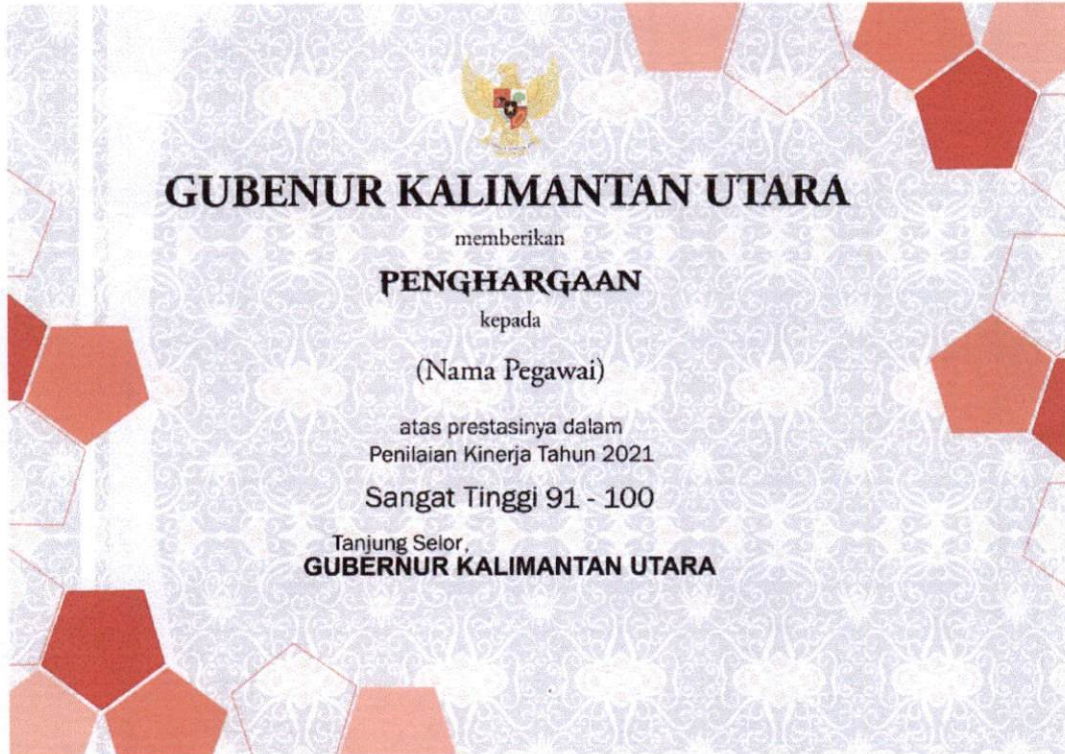 GUBENUR KALIMANTAN UTARA
memberikan
PENGHARGAAN
kepada
(Nama Pegawai)
atas prestasinya dalam
Penilaian Kinerja Tahun 2021
Sangat Tinggi 91 - 100
Tanjung Selor,
GUBERNUR KALIMANTAN UTARA